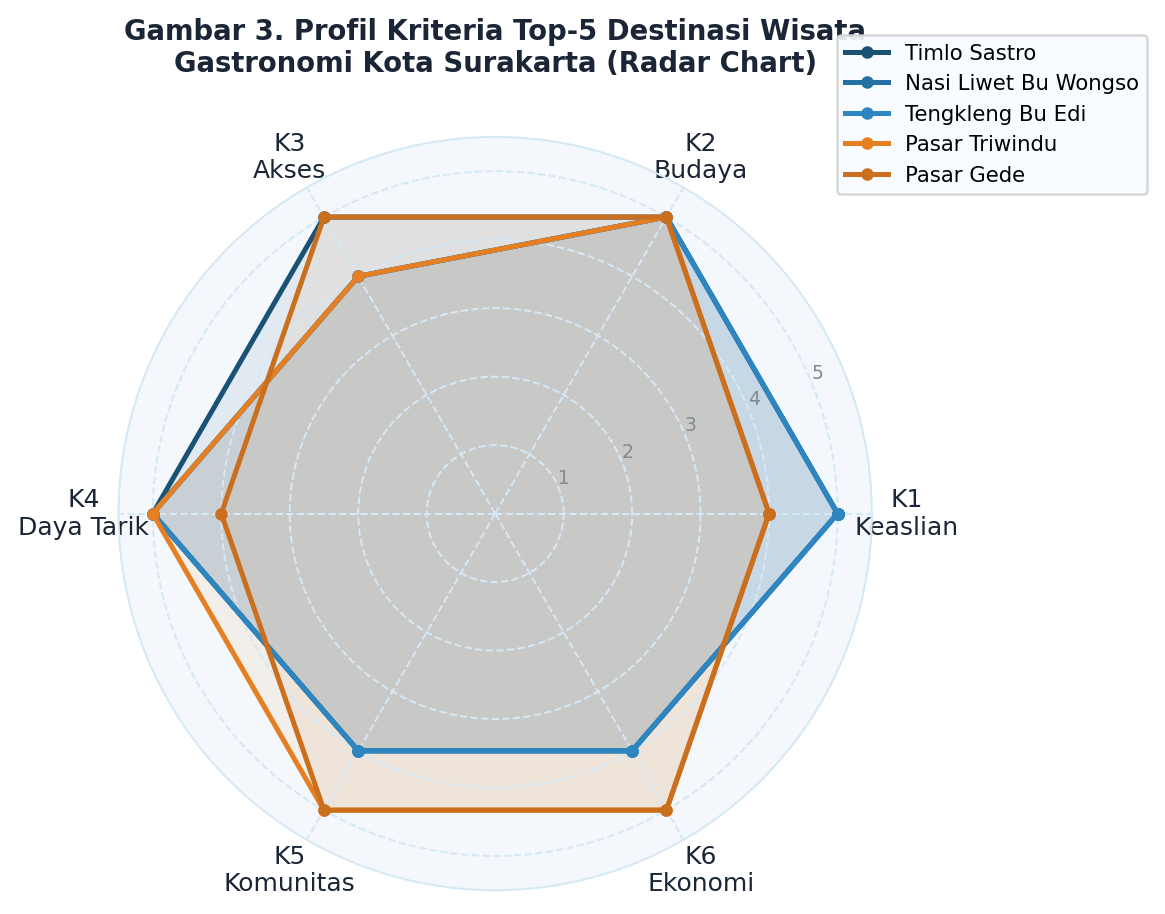 Gambar 3. Profil Kriteria Top-5 Destinasi Wisata
Gastronomi Kota Surakarta (Radar Chart)
Timlo Sastro
Nasi Liwet Bu Wongso
Tengkleng Bu Edi
Pasar Triwindu
Pasar Gede
K3
Akses
K2
Budaya
5
4
3
2
1
K4
Daya Tarik
K1
Keaslian
K5
Komunitas
K6
Ekonomi